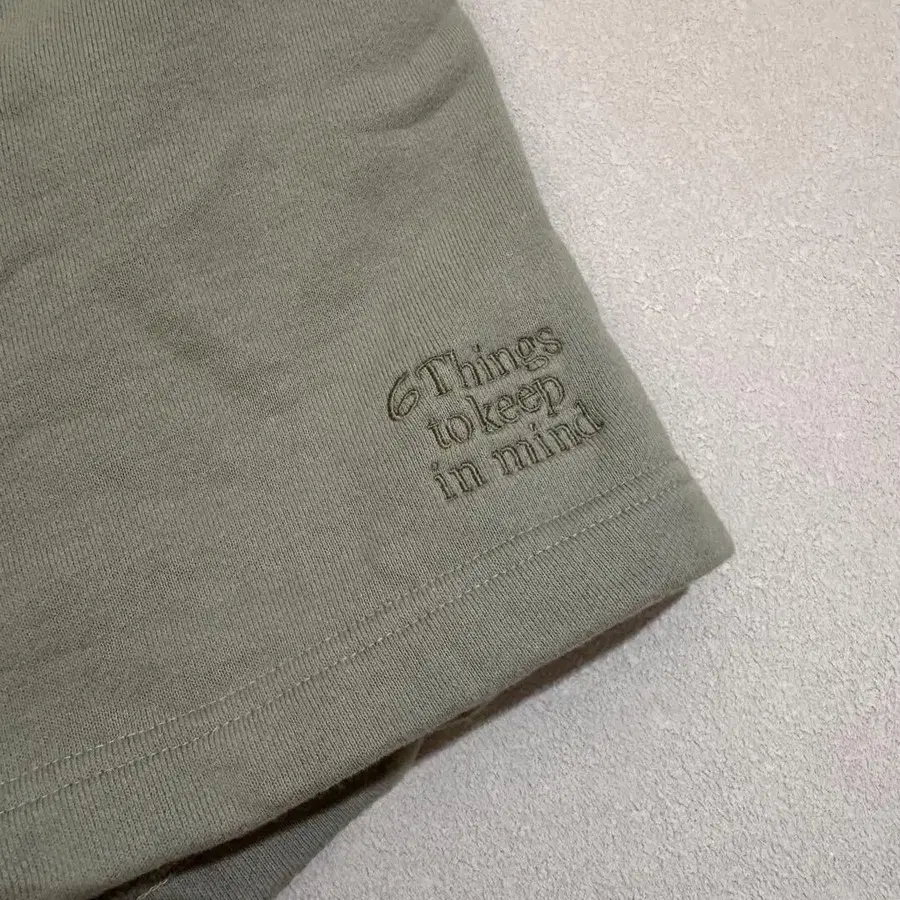 6 Things
to keep
in mind